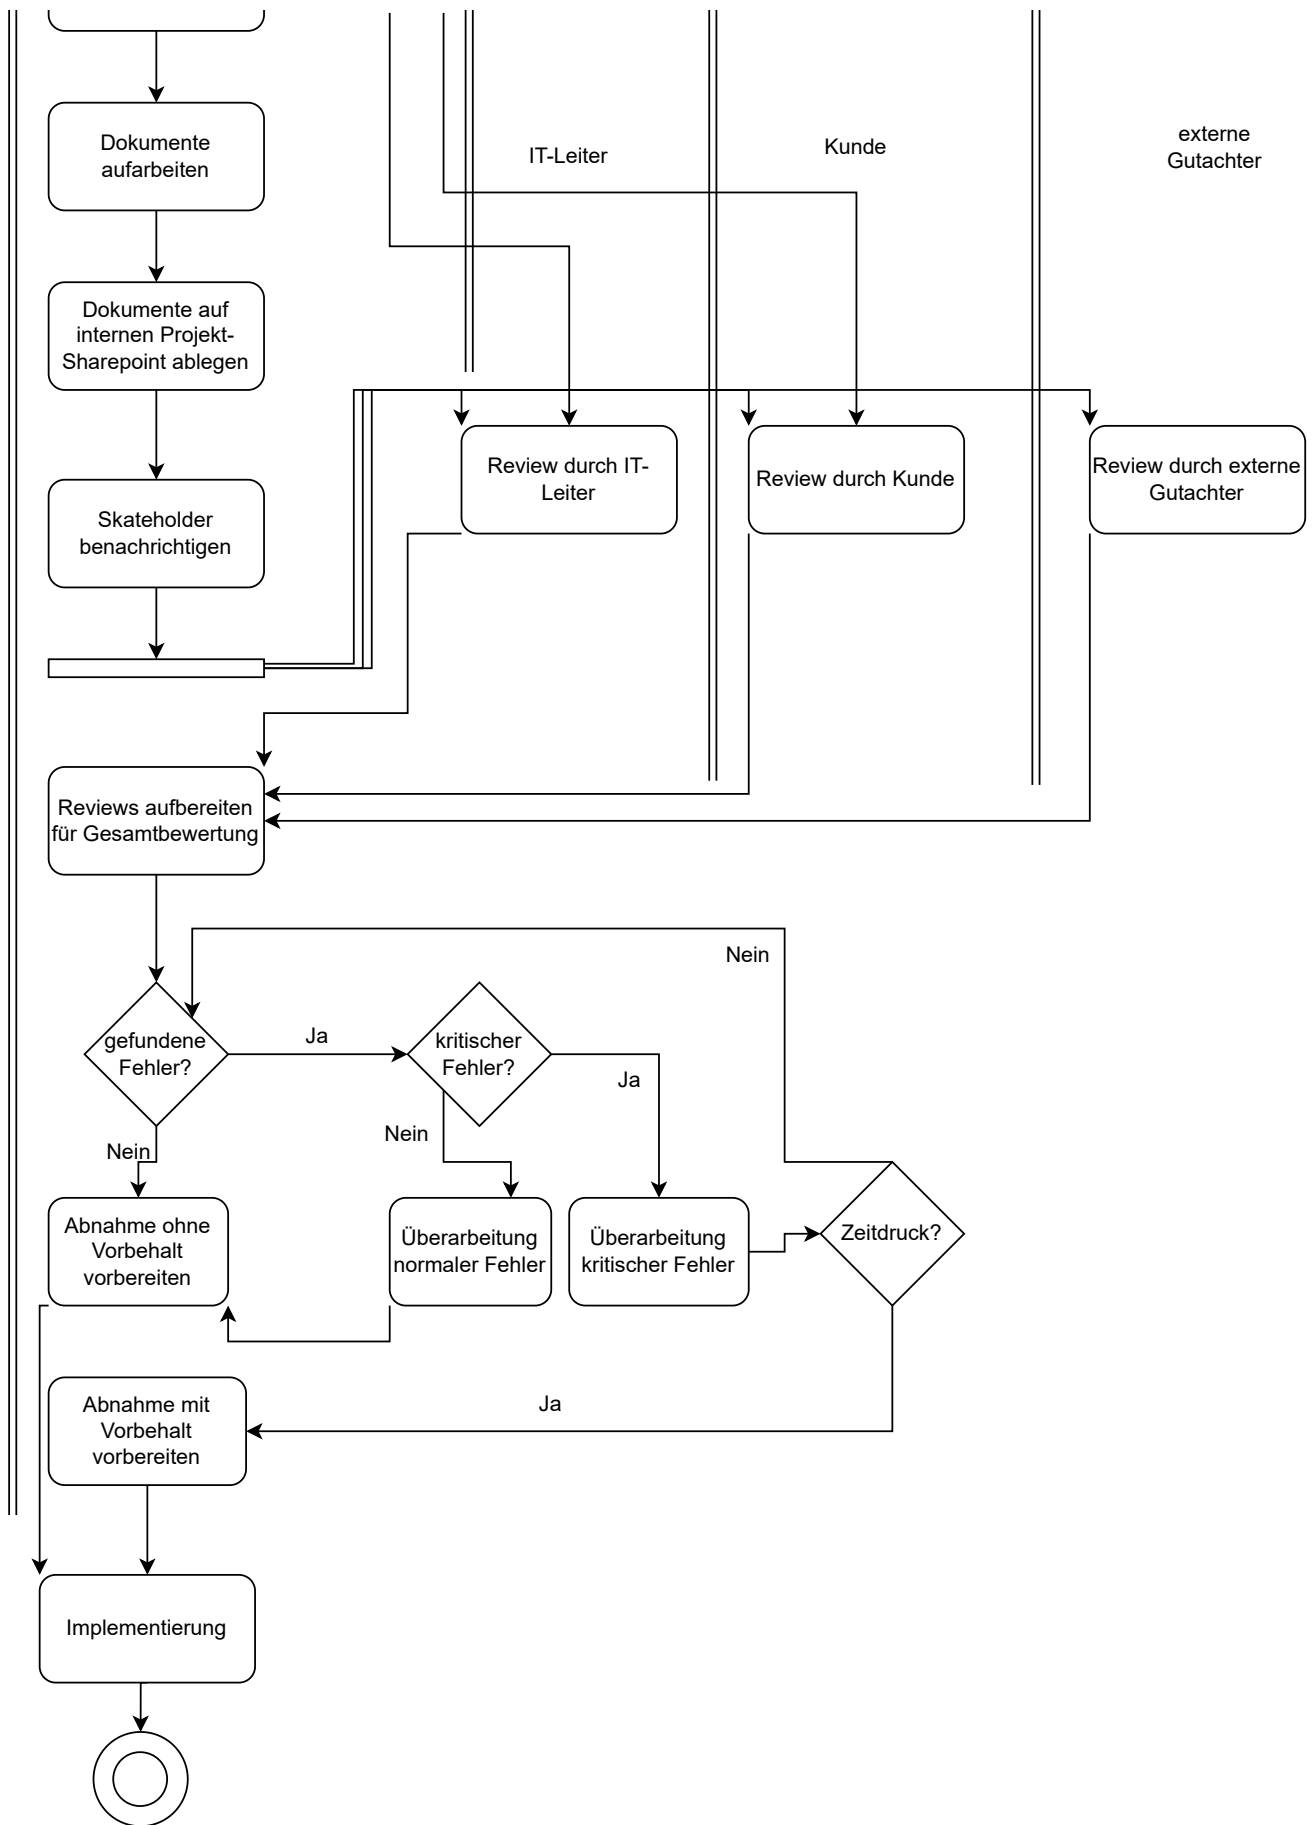 Dokumente
aufarbeiten
IT-Leiter
Kunde
externe
Gutachter
Dokumente auf
internen Projekt-
Sharepoint ablegen
Review durch IT-
Leiter
Review durch Kunde
Review durch externe
Gutachter
Skateholder
benachrichtigen
Reviews aufbereiten
für Gesamtbewertung
Nein
gefundene
Fehler?
Ja
kritischer
Fehler?
Ja
Nein
Nein
Abnahme ohne
Vorbehalt
vorbereiten
Überarbeitung
normaler Fehler
Überarbeitung
kritischer Fehler
Zeitdruck?
Abnahme mit
Vorbehalt
vorbereiten
Ja
Implementierung